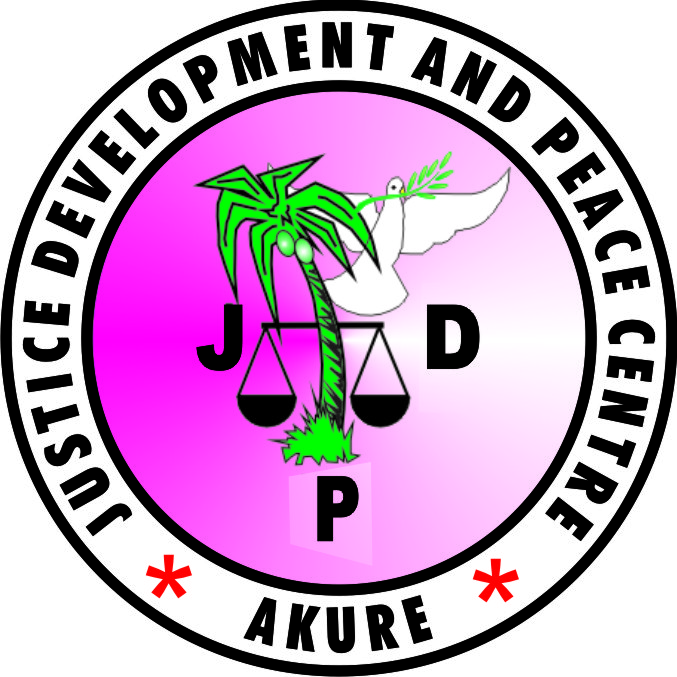 JUSTICE DEVELOPMENT AND PEACE CENTRE
J D
P
* AKURE *